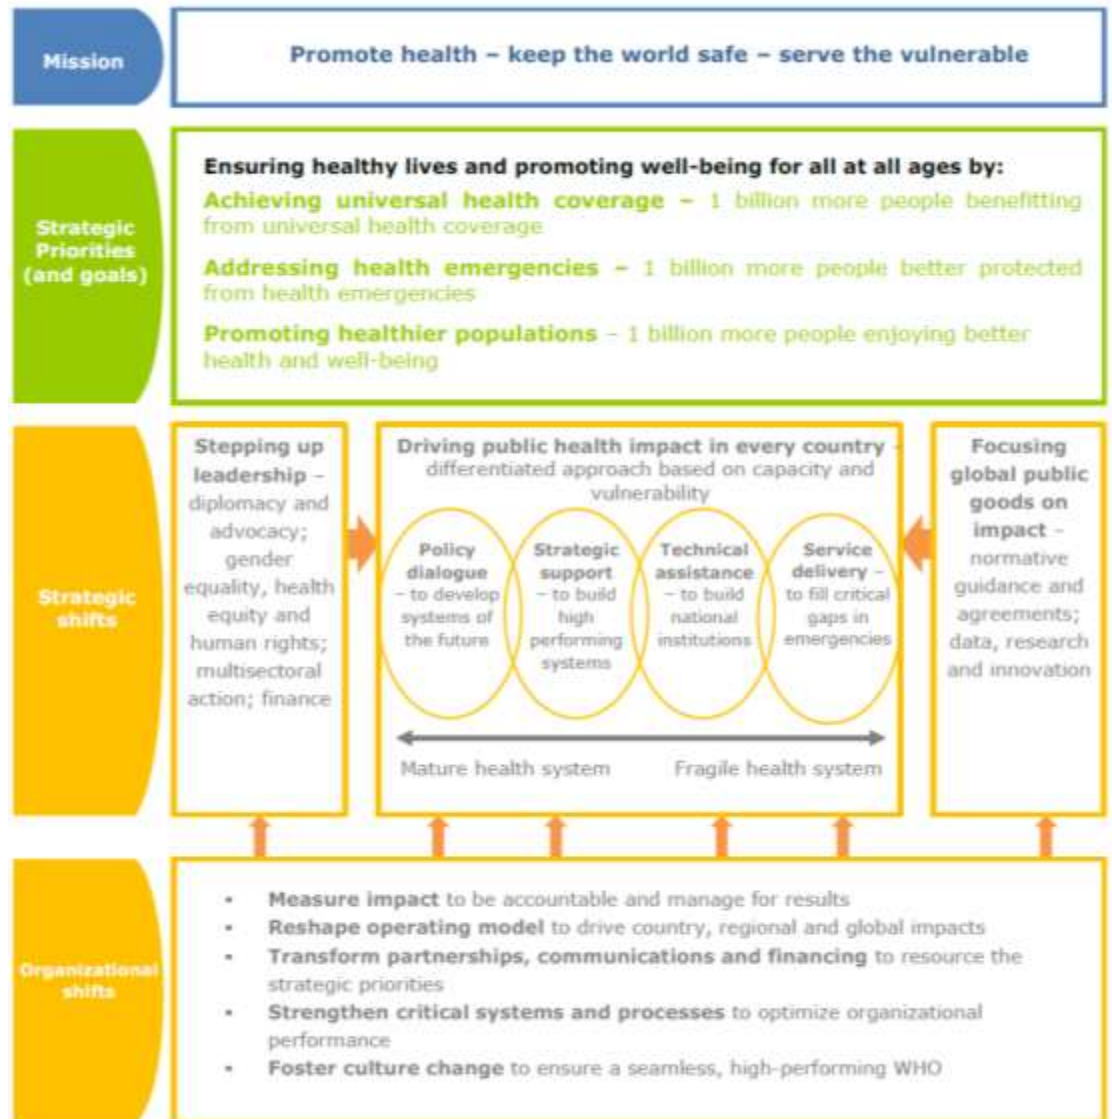 Mission
Promote health – keep the world safe – serve the vulnerable
Strategic
Priorities
(and goals)
Ensuring healthy lives and promoting well-being for all at all ages by:
Achieving universal health coverage – 1 billion more people benefitting
from universal health coverage
Addressing health emergencies – 1 billion more people better protected
from health emergencies
Promoting healthier populations – 1 billion more people enjoying better
health and well-being
Strategic
shifts
Stepping up
leadership –
diplomacy and
advocacy;
gender
equality, health
equity and
human rights;
multisectoral
action; finance
Driving public health impact in every country –
differentiated approach based on capacity and
vulnerability
Policy
dialogue
– to develop
systems of
the future
Strategic
support
– to build
high
performing
systems
Technical
assistance
– to build
national
institutions
Service
delivery –
to fill critical
gaps in
emergencies
Mature health system
Fragile health system
Focusing
global public
goods on
impact –
normative
guidance and
agreements;
data, research
and innovation
Organizational
shifts
▪ Measure impact to be accountable and manage for results
▪ Reshape operating model to drive country, regional and global impacts
▪ Transform partnerships, communications and financing to resource the
strategic priorities
▪ Strengthen critical systems and processes to optimize organizational
performance
▪ Foster culture change to ensure a seamless, high-performing WHO